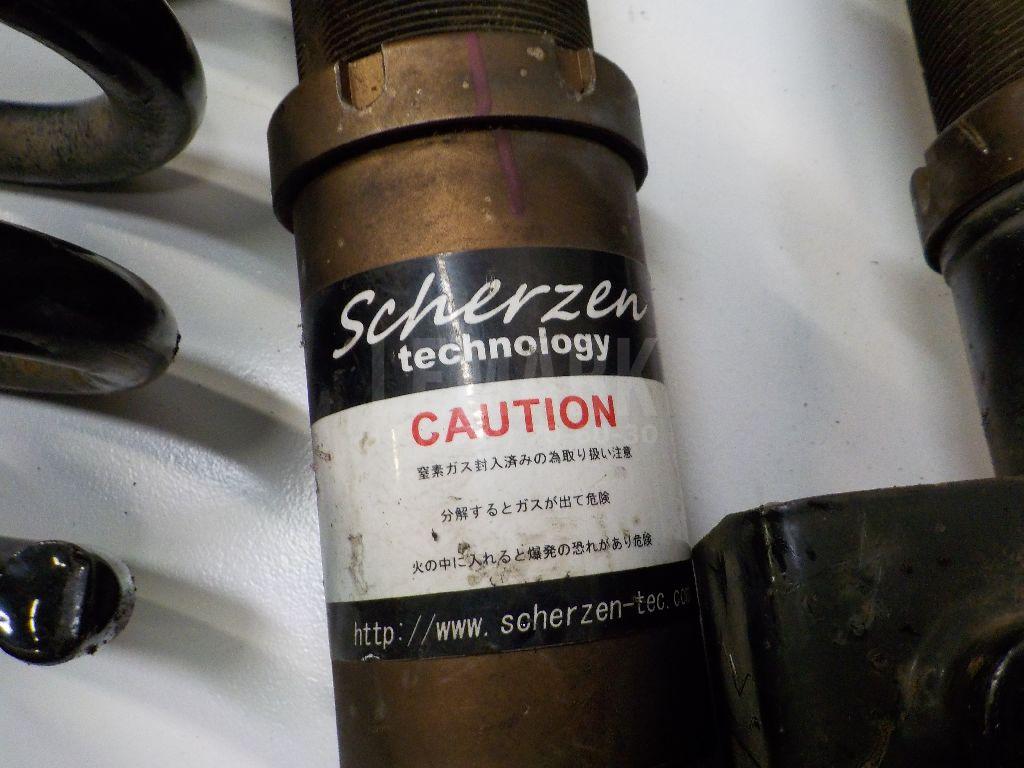 Scherzen
technology
CAUTION
窒素ガス封入済みの為取り扱い注意
分解するとガスが出て危険
火の中に入れると爆発の恐れがあり危険
http://www.scherzen-tec.com